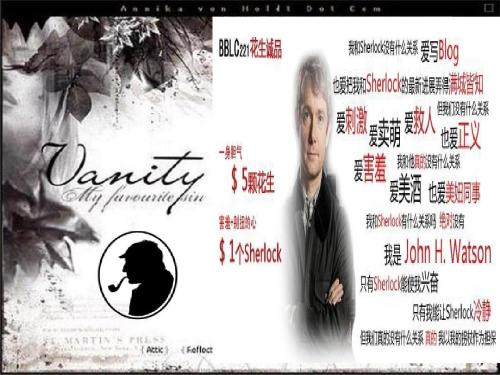 Annika von Holdt Dot Com
Vanity
My favourite sin
ST. MARTIN'S PRESS
{ Attic }
{ Reflect
BBLC221花生诚品
一身胆气
$ 5颗花生
害羞+别扭的心
$ 1个Sherlock
我和Sherlock没有什么关系 爱写Blog
也爱把我和Sherlock的最新进展弄得满城皆知
但我们没有什么关系
爱刺激 爱卖萌 爱救人 也爱正义
爱害羞 我和他真的没有什么关系
爱美酒 也爱美妞同事
我和Sherlock有什么关系吗 绝对没有
我是 John H. Watson
只有Sherlock能使我兴奋
只有我能让Sherlock冷静
但我们真的没有什么关系 真的 我以我的拐杖作为担保